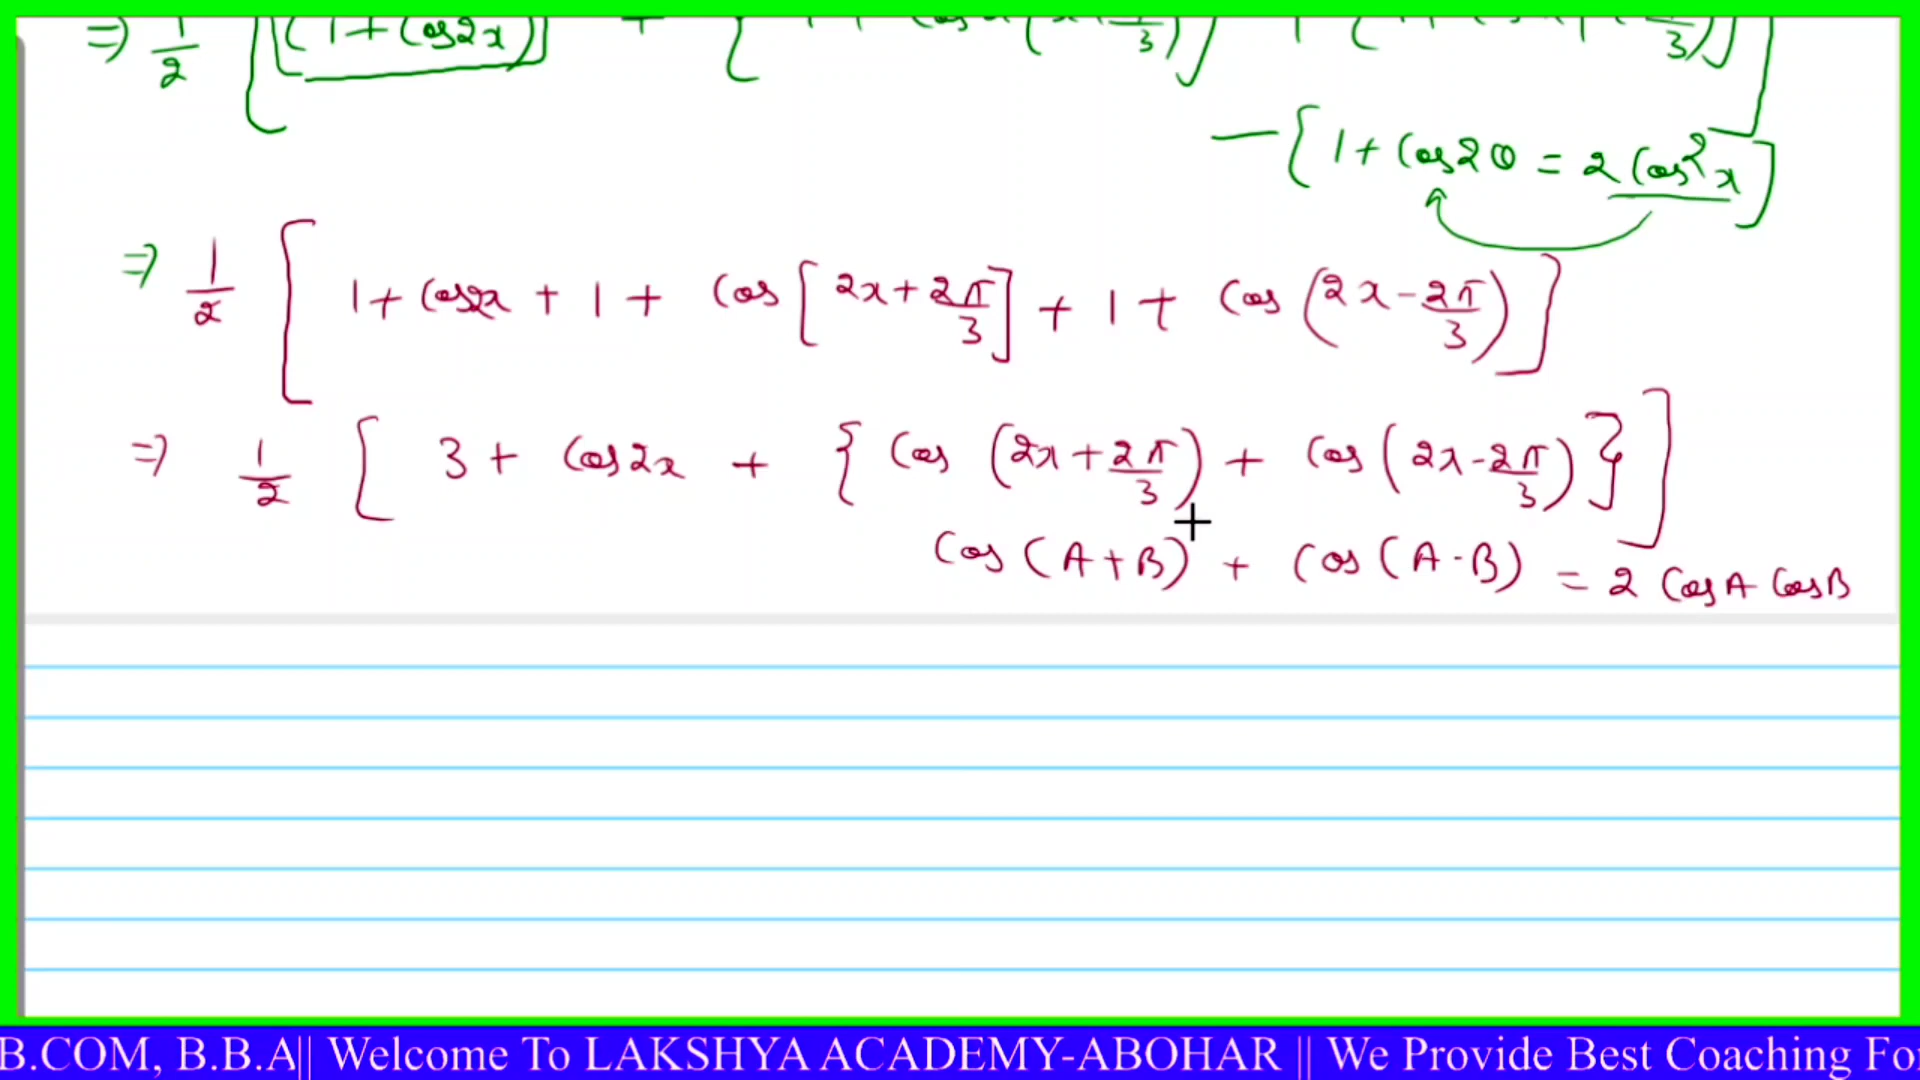 ⇒ 1/2 [[(1 + Cos2x)] + [
3)] 3)]]
— [1 + Cos2θ = 2Cos²x]
⇒ 1/2 [1 + Cos2x + 1 + Cos[2x + 2π/3] + 1 + Cos(2x - 2π/3)]
⇒ 1/2 [3 + Cos2x + {Cos(2x + 2π/3) + Cos(2x - 2π/3)}]
Cos(A+B) + Cos(A-B) = 2 CosA CosB
B.COM, B.B.A|| Welcome To LAKSHYA ACADEMY-ABOHAR || We Provide Best Coaching